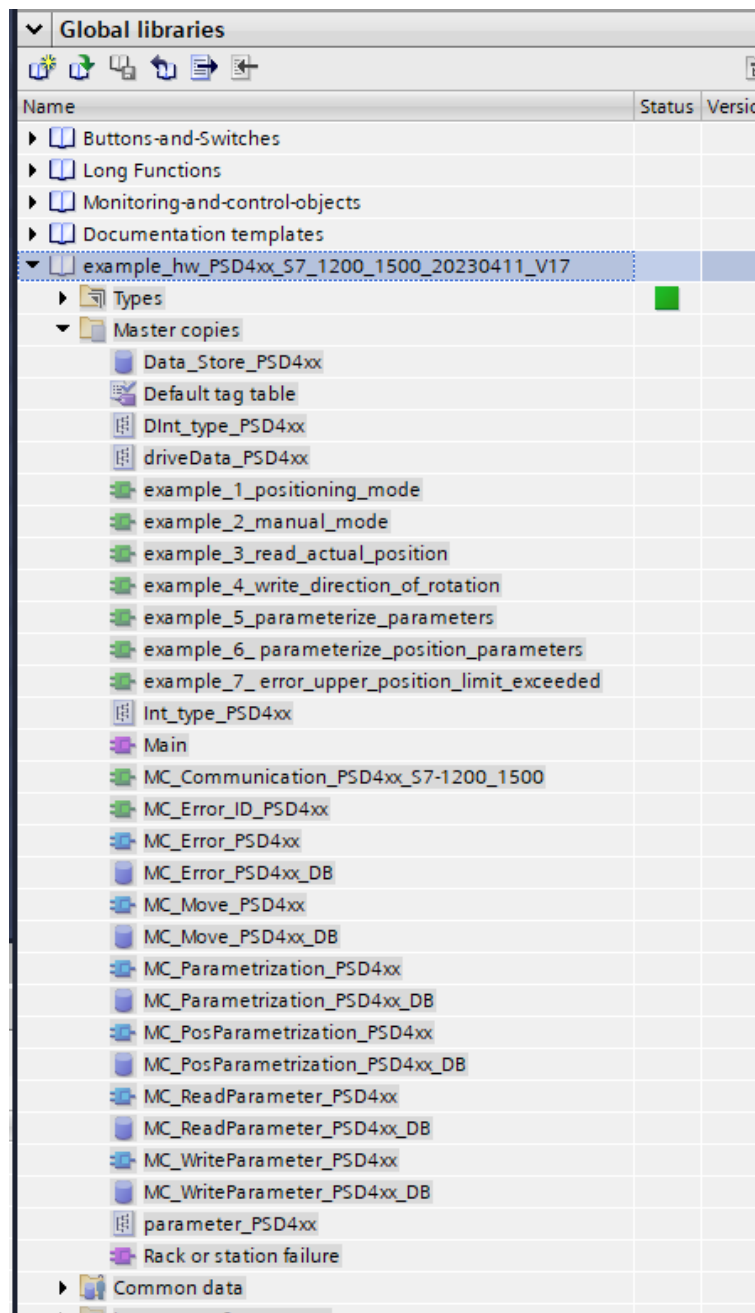 Global libraries
Name Status
Buttons-and-Switches
Long Functions
Monitoring-and-control-objects
Documentation templates
example_hw_PSD4xx_S7_1200_1500_20230411_V17
Types
Master copies
Data_Store_PSD4xx
Default tag table
DInt_type_PSD4xx
driveData_PSD4xx
example_1_positioning_mode
example_2_manual_mode
example_3_read_actual_position
example_4_write_direction_of_rotation
example_5_parameterize_parameters
example_6_ parameterize_position_parameters
example_7_ error_upper_position_limit_exceeded
Int_type_PSD4xx
Main
MC_Communication_PSD4xx_S7-1200_1500
MC_Error_ID_PSD4xx
MC_Error_PSD4xx
MC_Error_PSD4xx_DB
MC_Move_PSD4xx
MC_Move_PSD4xx_DB
MC_Parametrization_PSD4xx
MC_Parametrization_PSD4xx_DB
MC_PosParametrization_PSD4xx
MC_PosParametrization_PSD4xx_DB
MC_ReadParameter_PSD4xx
MC_ReadParameter_PSD4xx_DB
MC_WriteParameter_PSD4xx
MC_WriteParameter_PSD4xx_DB
parameter_PSD4xx
Rack or station failure
Common data